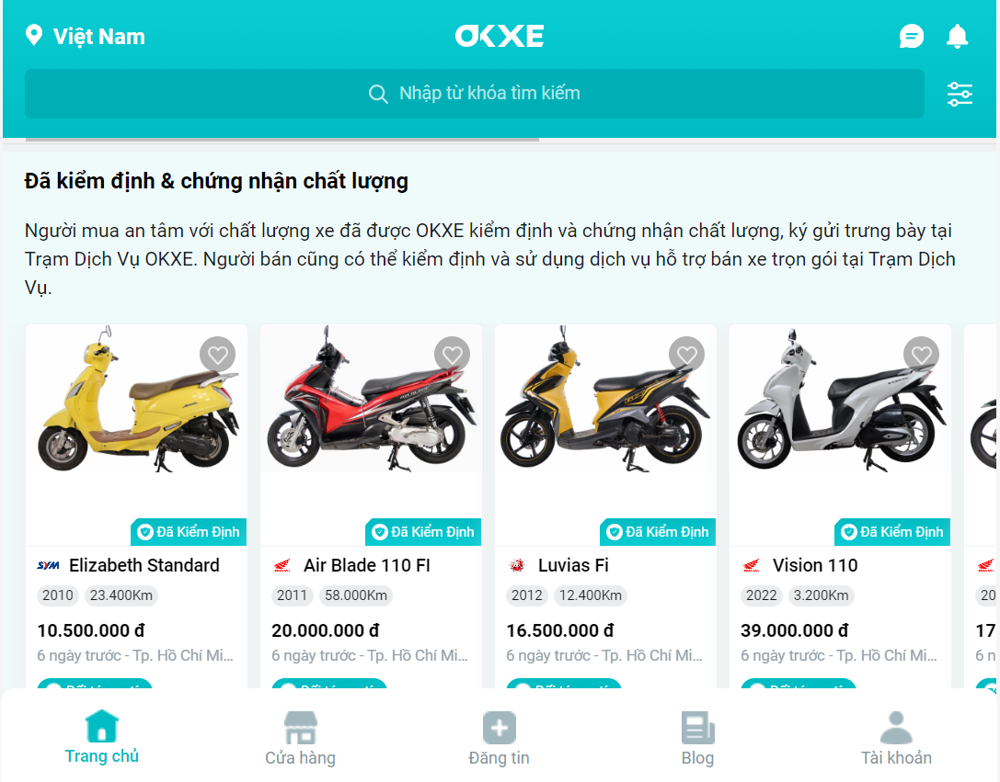 Việt Nam
OKXE
Nhập từ khóa tìm kiếm
Đã kiểm định & chứng nhận chất lượng
Người mua an tâm với chất lượng xe đã được OKXE kiểm định và chứng nhận chất lượng, ký gửi trưng bày tại
Trạm Dịch Vụ OKXE. Người bán cũng có thể kiểm định và sử dụng dịch vụ hỗ trợ bán xe trọn gói tại Trạm Dịch
Vụ.
Đã Kiểm Định
Đã Kiểm Định
Đã Kiểm Định
Đã Kiểm Định
SYM Elizabeth Standard
Air Blade 110 FI
Luvias Fi
Vision 110
2010 23.400Km
2011 58.000Km
2012 12.400Km
2022 3.200Km
20
10.500.000 đ
20.000.000 đ
16.500.000 đ
39.000.000 đ
17
6 ngày trước - Tp. Hồ Chí Mi...
6 ngày trước - Tp. Hồ Chí Mi...
6 ngày trước - Tp. Hồ Chí Mi...
6 ngày trước - Tp. Hồ Chí Mi...
6 n
Trang chủ
Cửa hàng
Đăng tin
Blog
Tài khoản